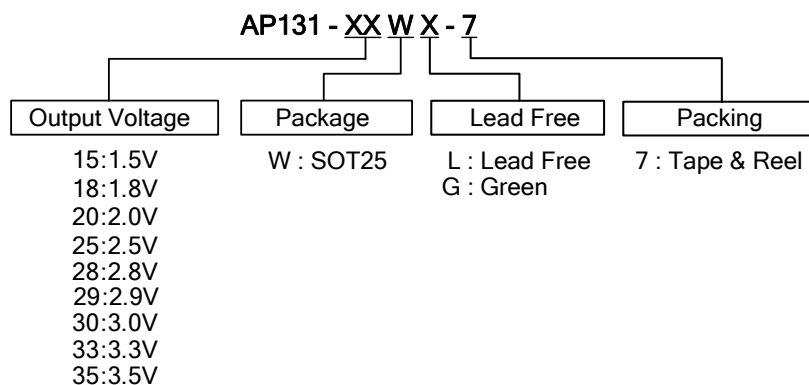 AP131 - XX W X - 7
Output Voltage
15:1.5V
18:1.8V
20:2.0V
25:2.5V
28:2.8V
29:2.9V
30:3.0V
33:3.3V
35:3.5V
Package
W : SOT25
Lead Free
L : Lead Free
G : Green
Packing
7 : Tape & Reel